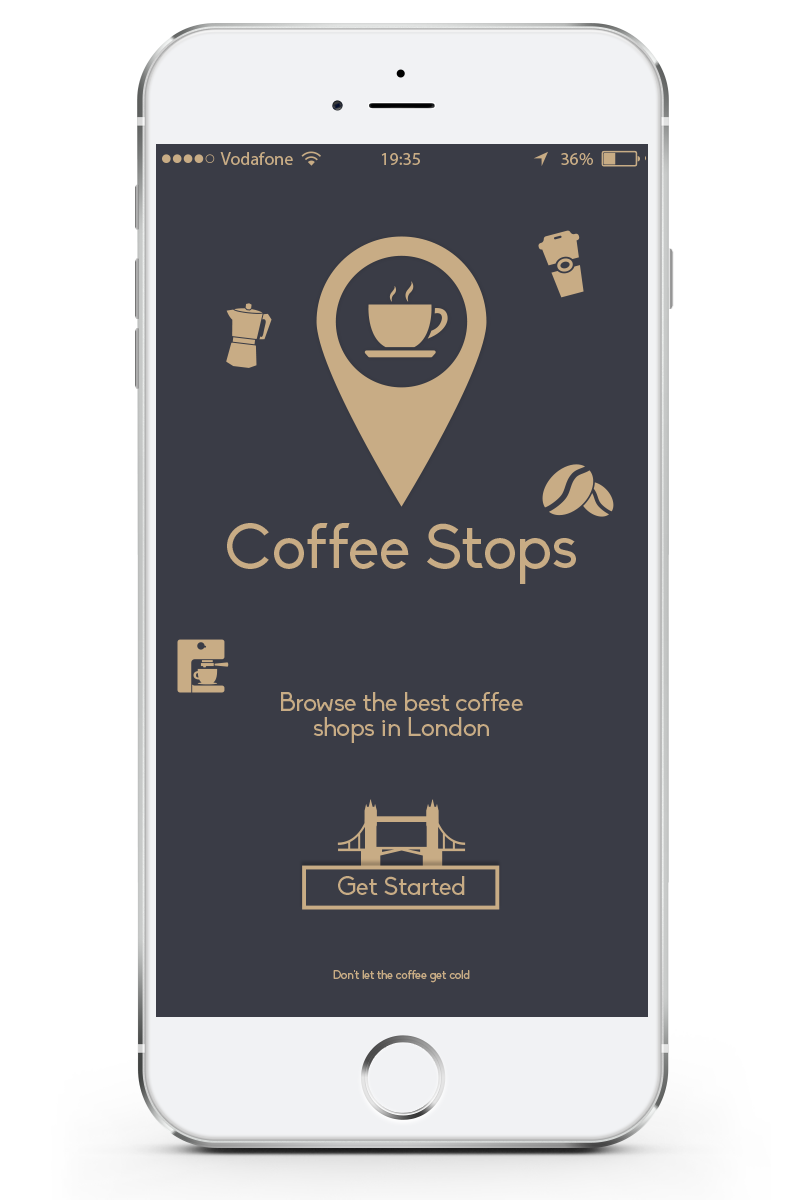 Vodafone 19:35 36%
Coffee Stops
Browse the best coffee
shops in London
Get Started
Don't let the coffee get cold